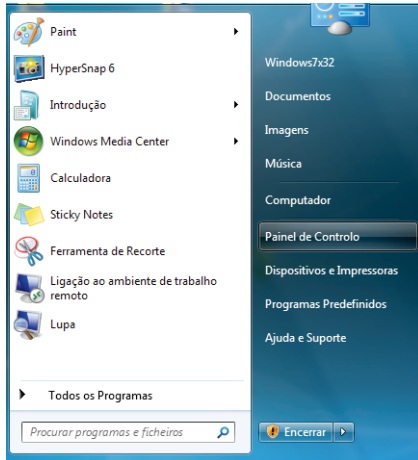 Paint
HyperSnap 6
Introdução
Windows Media Center
Calculadora
Sticky Notes
Ferramenta de Recorte
Ligação ao ambiente de trabalho
remoto
Lupa
Todos os Programas
Procurar programas e ficheiros
Windows7x32
Documentos
Imagens
Música
Computador
Painel de Controlo
Dispositivos e Impressoras
Programas Predefinidos
Ajuda e Suporte
Encerrar